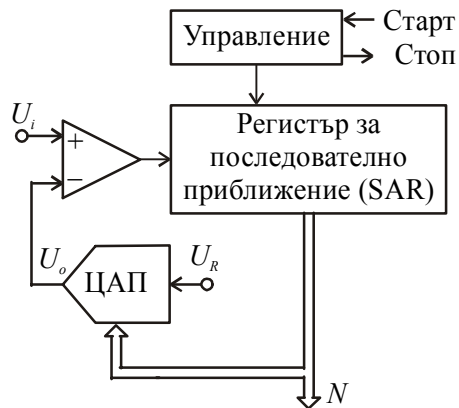 Управление
Старт
Стоп
U_i
+
−
Регистър за
последователно
приближение (SAR)
U_o
ЦАП
U_R
N